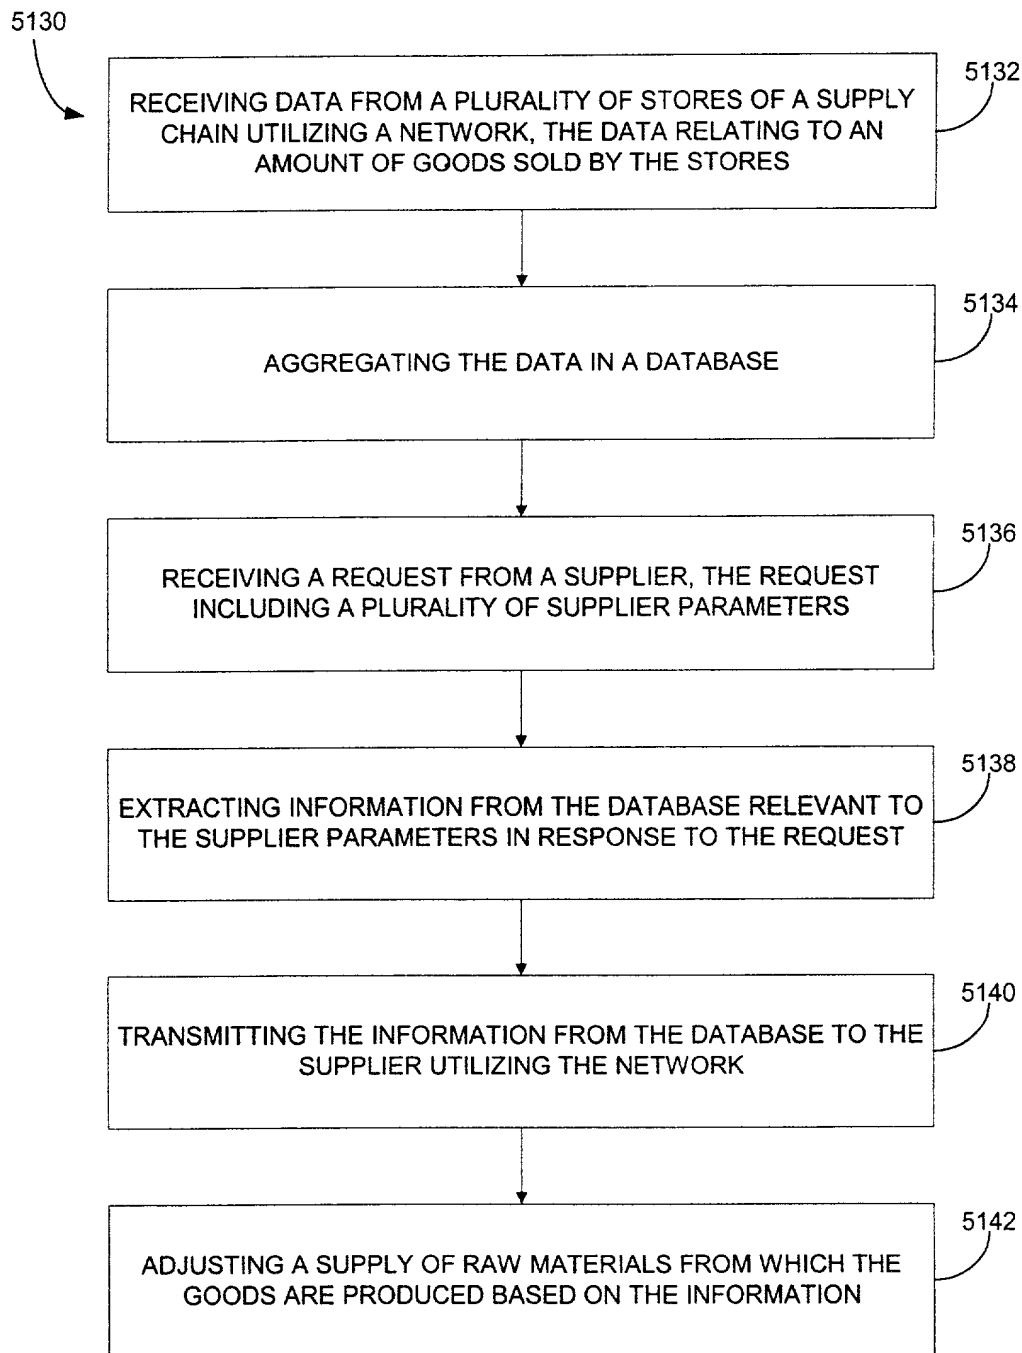 5130
5132
RECEIVING DATA FROM A PLURALITY OF STORES OF A SUPPLY
CHAIN UTILIZING A NETWORK, THE DATA RELATING TO AN
AMOUNT OF GOODS SOLD BY THE STORES
5134
AGGREGATING THE DATA IN A DATABASE
5136
RECEIVING A REQUEST FROM A SUPPLIER, THE REQUEST
INCLUDING A PLURALITY OF SUPPLIER PARAMETERS
5138
EXTRACTING INFORMATION FROM THE DATABASE RELEVANT TO
THE SUPPLIER PARAMETERS IN RESPONSE TO THE REQUEST
5140
TRANSMITTING THE INFORMATION FROM THE DATABASE TO THE
SUPPLIER UTILIZING THE NETWORK
5142
ADJUSTING A SUPPLY OF RAW MATERIALS FROM WHICH THE
GOODS ARE PRODUCED BASED ON THE INFORMATION